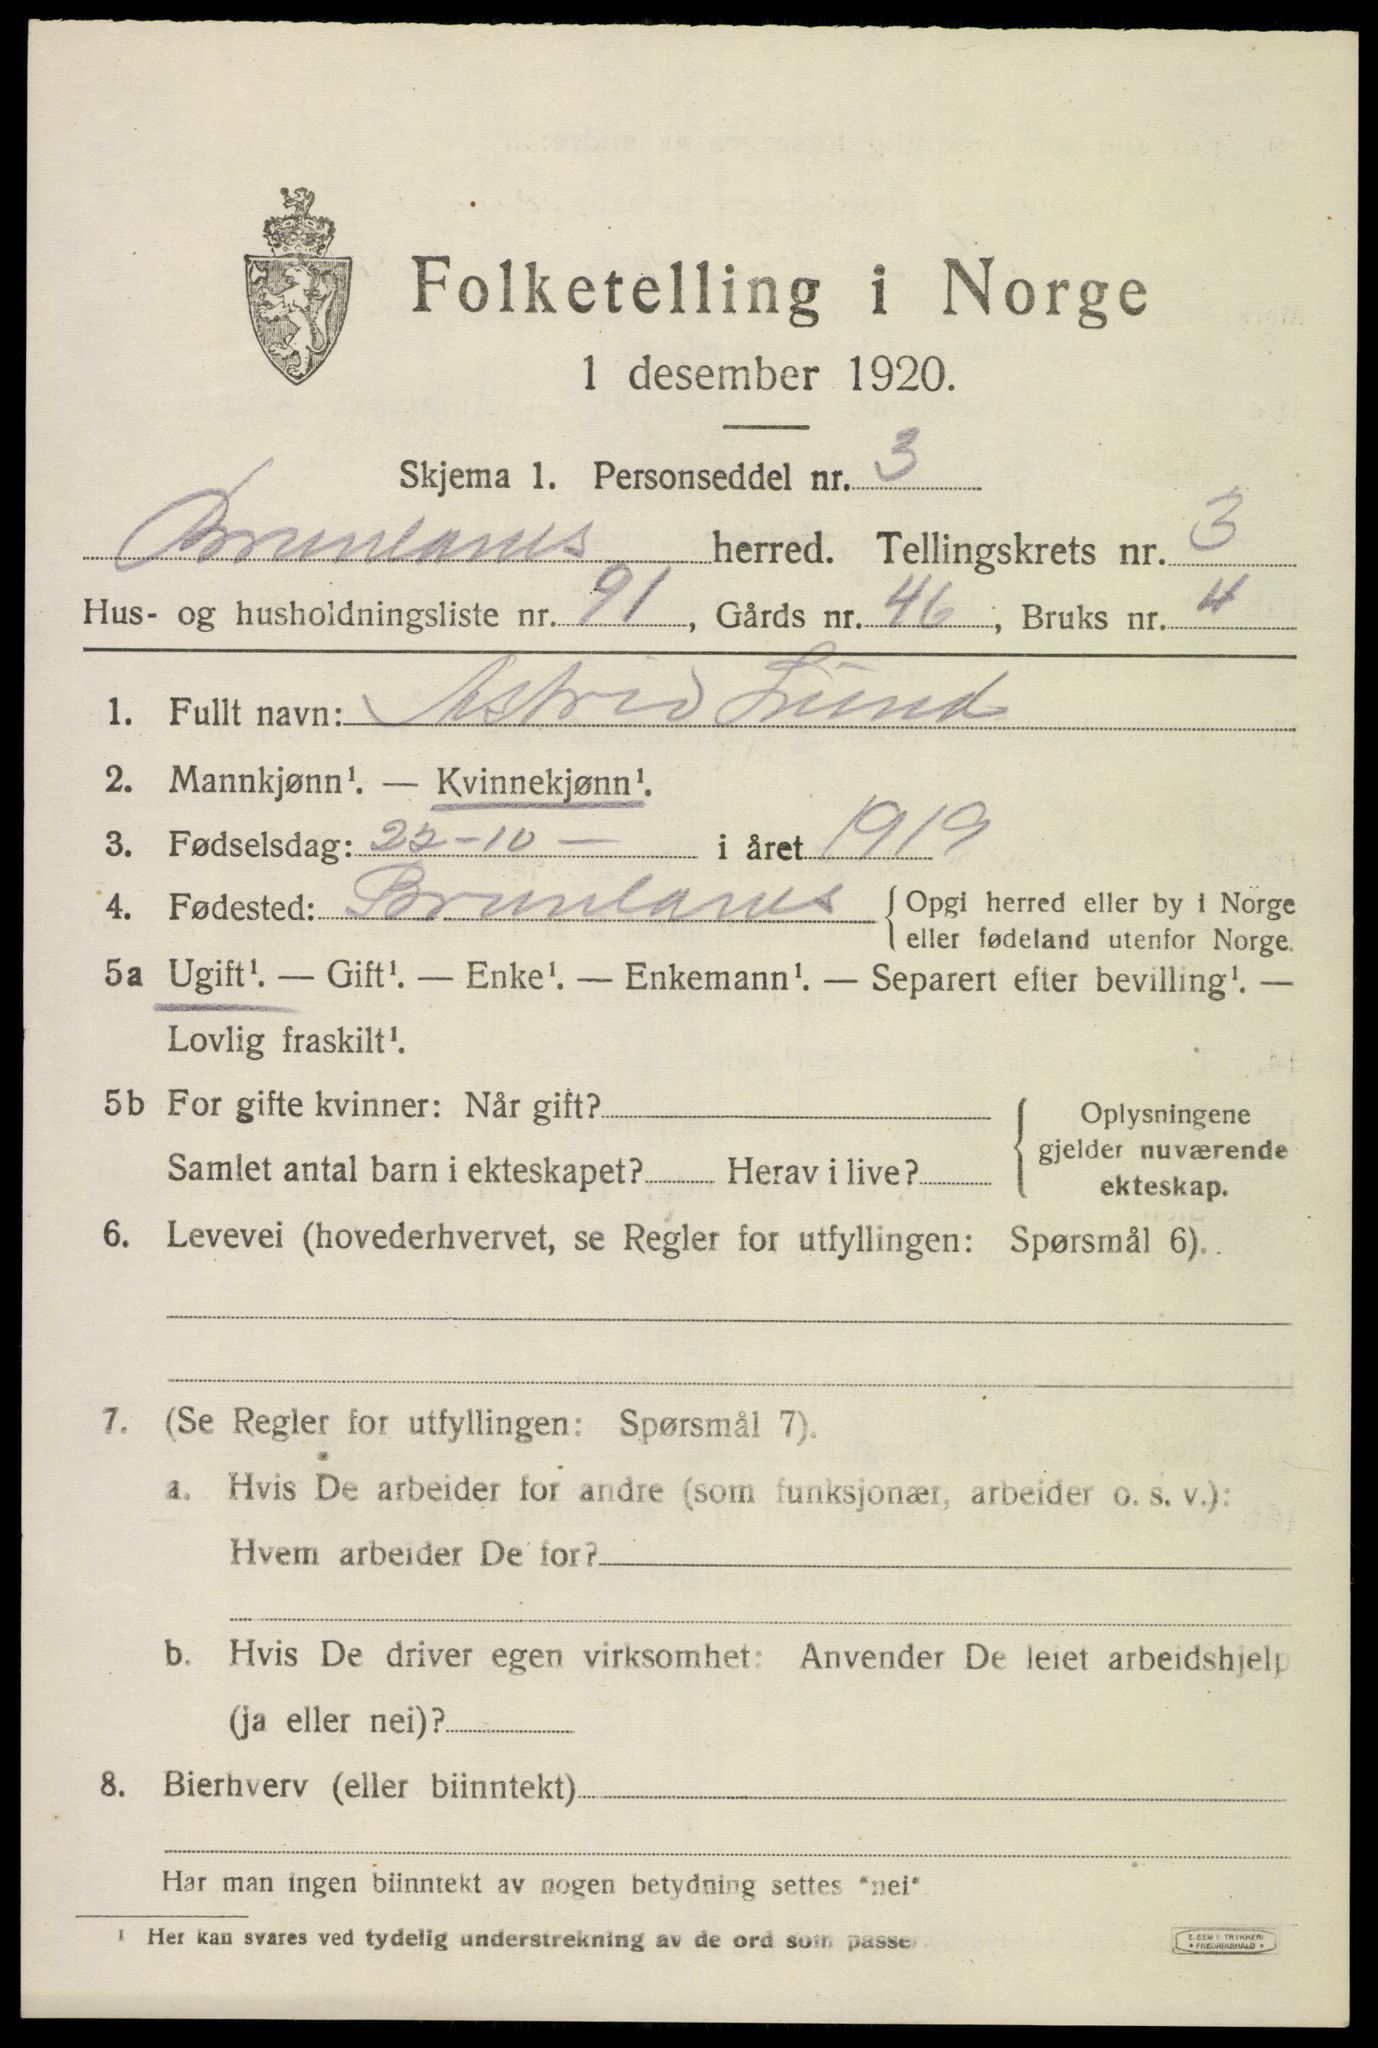 Folketelling i Norge
1 desember 1920.
Skjema 1. Personseddel nr. 3
Brunlanes herred. Tellingskrets nr. 3
Hus- og husholdningsliste nr. 91, Gårds nr. 46, Bruks nr. 4
1. Fullt navn: Astrid Lund
2. Mannkjønn¹. — Kvinnekjønn¹.
3. Fødselsdag: 22-10 — i året 1919
4. Fødested: Brunlanes { Opgi herred eller by i Norge
eller fødeland utenfor Norge.
5a Ugift¹. — Gift¹. — Enke¹. — Enkemann¹. — Separert efter bevilling¹. —
Lovlig fraskilt¹.
5b For gifte kvinner: Når gift?
Samlet antal barn i ekteskapet? Herav i live?
Oplysningene
gjelder nuværende
ekteskap.
6. Levevei (hovederhvervet, se Regler for utfyllingen: Spørsmål 6).
7. (Se Regler for utfyllingen: Spørsmål 7).
a. Hvis De arbeider for andre (som funksjonær, arbeider o. s. v.):
Hvem arbeider De for?
b. Hvis De driver egen virksomhet: Anvender De leiet arbeidshjelp
(ja eller nei)?
8. Bierhverv (eller biinntekt)
Har man ingen biinntekt av nogen betydning settes "nei"
¹ Her kan svares ved tydelig understrekning av de ord som passer.
E. SEM'S TRYKKERI
* FREDRIKSHALD *